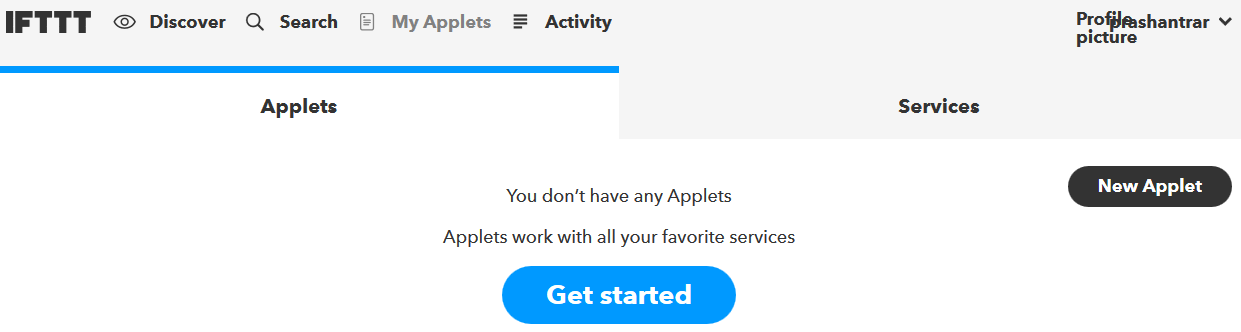 IFTTT Discover Search My Applets Activity Profile picture prashantrar
Applets Services
You don’t have any Applets
New Applet
Applets work with all your favorite services
Get started